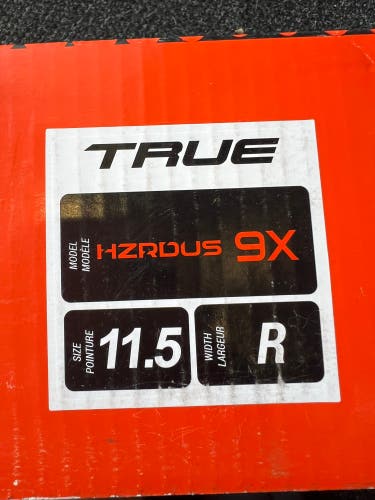 TRUE
MODEL
MODÈLE
HZRDUS 9X
SIZE
POINTURE
11.5
WIDTH
LARGEUR
R